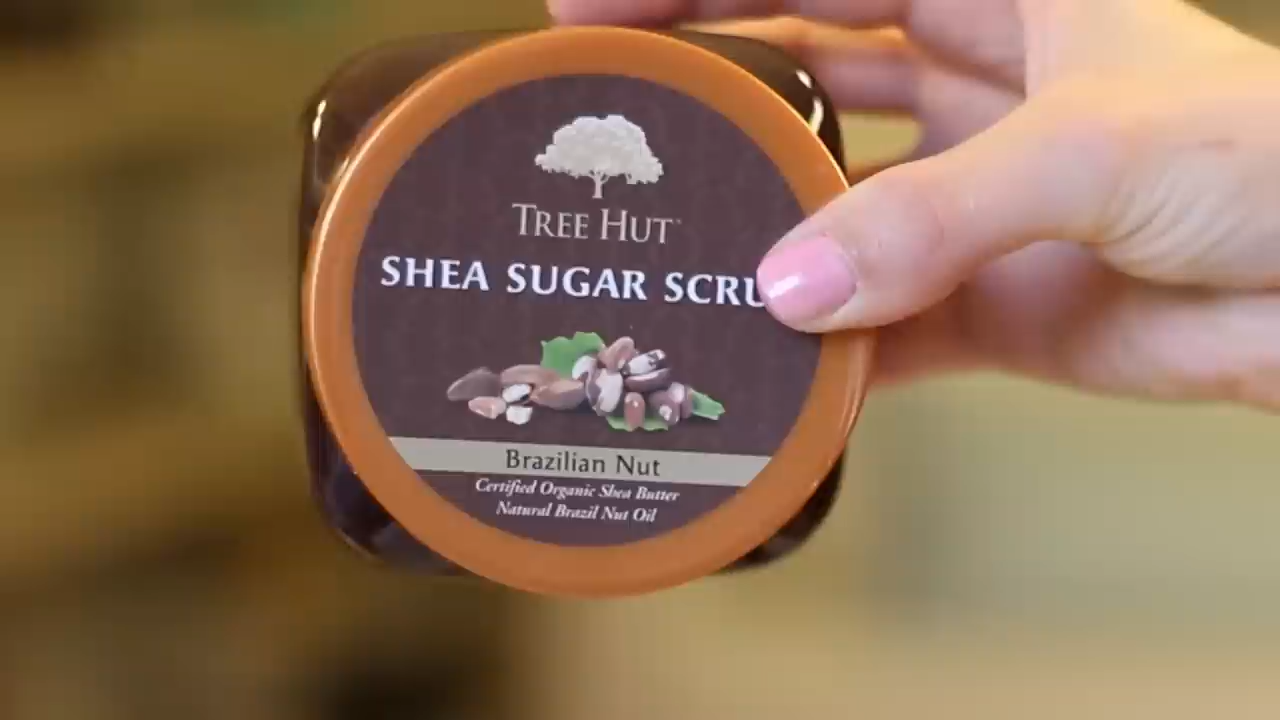 TREE HUT
SHEA SUGAR SCRU
Brazilian Nut
Certified Organic Shea Butter
Natural Brazil Nut Oil